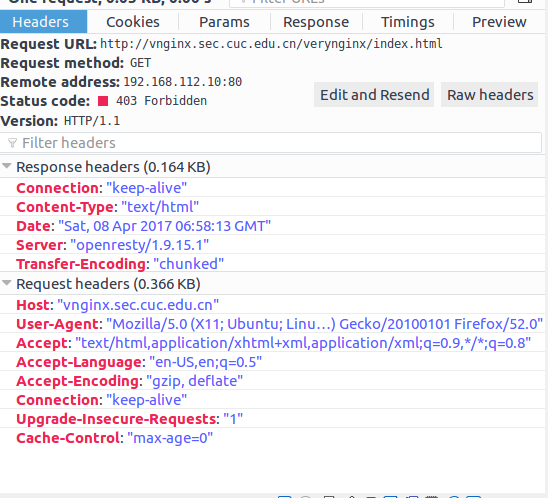 Headers Cookies Params Response Timings Preview
Request URL: http://vnginx.sec.cuc.edu.cn/verynginx/index.html
Request method: GET
Remote address: 192.168.112.10:80
Status code: 403 Forbidden
Edit and Resend Raw headers
Version: HTTP/1.1
Filter headers
Response headers (0.164 KB)
Connection: "keep-alive"
Content-Type: "text/html"
Date: "Sat, 08 Apr 2017 06:58:13 GMT"
Server: "openresty/1.9.15.1"
Transfer-Encoding: "chunked"
Request headers (0.366 KB)
Host: "vnginx.sec.cuc.edu.cn"
User-Agent: "Mozilla/5.0 (X11; Ubuntu; Linu…) Gecko/20100101 Firefox/52.0"
Accept: "text/html,application/xhtml+xml,application/xml;q=0.9,*/*;q=0.8"
Accept-Language: "en-US,en;q=0.5"
Accept-Encoding: "gzip, deflate"
Connection: "keep-alive"
Upgrade-Insecure-Requests: "1"
Cache-Control: "max-age=0"